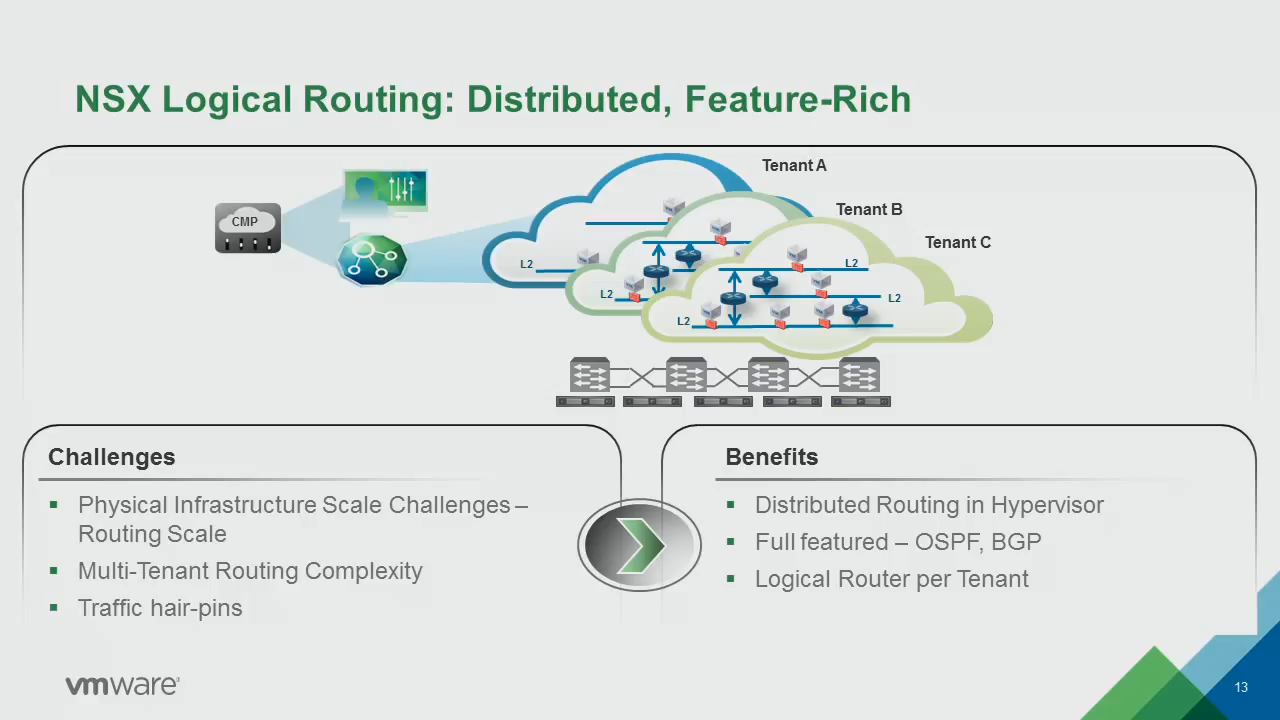 NSX Logical Routing: Distributed, Feature-Rich
Tenant A
Tenant B
Tenant C
CMP
L2
L2
L2
L2
L2
Challenges
▪ Physical Infrastructure Scale Challenges –
Routing Scale
▪ Multi-Tenant Routing Complexity
▪ Traffic hair-pins
Benefits
▪ Distributed Routing in Hypervisor
▪ Full featured – OSPF, BGP
▪ Logical Router per Tenant
vmware
13